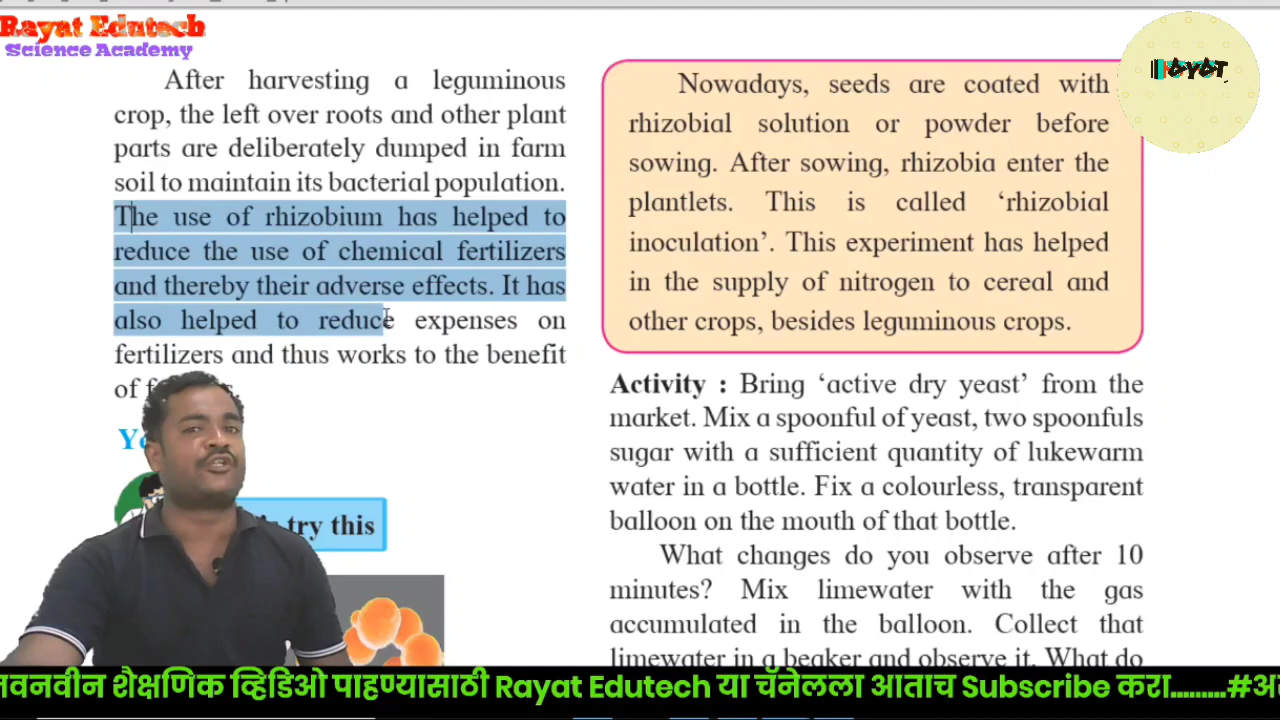 Rayat Edutech
Science Academy
After harvesting a leguminous
crop, the left over roots and other plant
parts are deliberately dumped in farm
soil to maintain its bacterial population.
The use of rhizobium has helped to
reduce the use of chemical fertilizers
and thereby their adverse effects. It has
also helped to reduce expenses on
fertilizers and thus works to the benefit
of
try this
Nowadays, seeds are coated with
rhizobial solution or powder before
sowing. After sowing, rhizobia enter the
plantlets. This is called ‘rhizobial
inoculation’. This experiment has helped
in the supply of nitrogen to cereal and
other crops, besides leguminous crops.
Activity : Bring ‘active dry yeast’ from the
market. Mix a spoonful of yeast, two spoonfuls
sugar with a sufficient quantity of lukewarm
water in a bottle. Fix a colourless, transparent
balloon on the mouth of that bottle.
What changes do you observe after 10
minutes? Mix limewater with the gas
accumulated in the balloon. Collect that
limewater in a beaker and observe it. What do
नवनवीन शैक्षणिक व्हिडिओ पाहण्यासाठी Rayat Edutech या चॅनेलला आताच Subscribe करा.........#अ